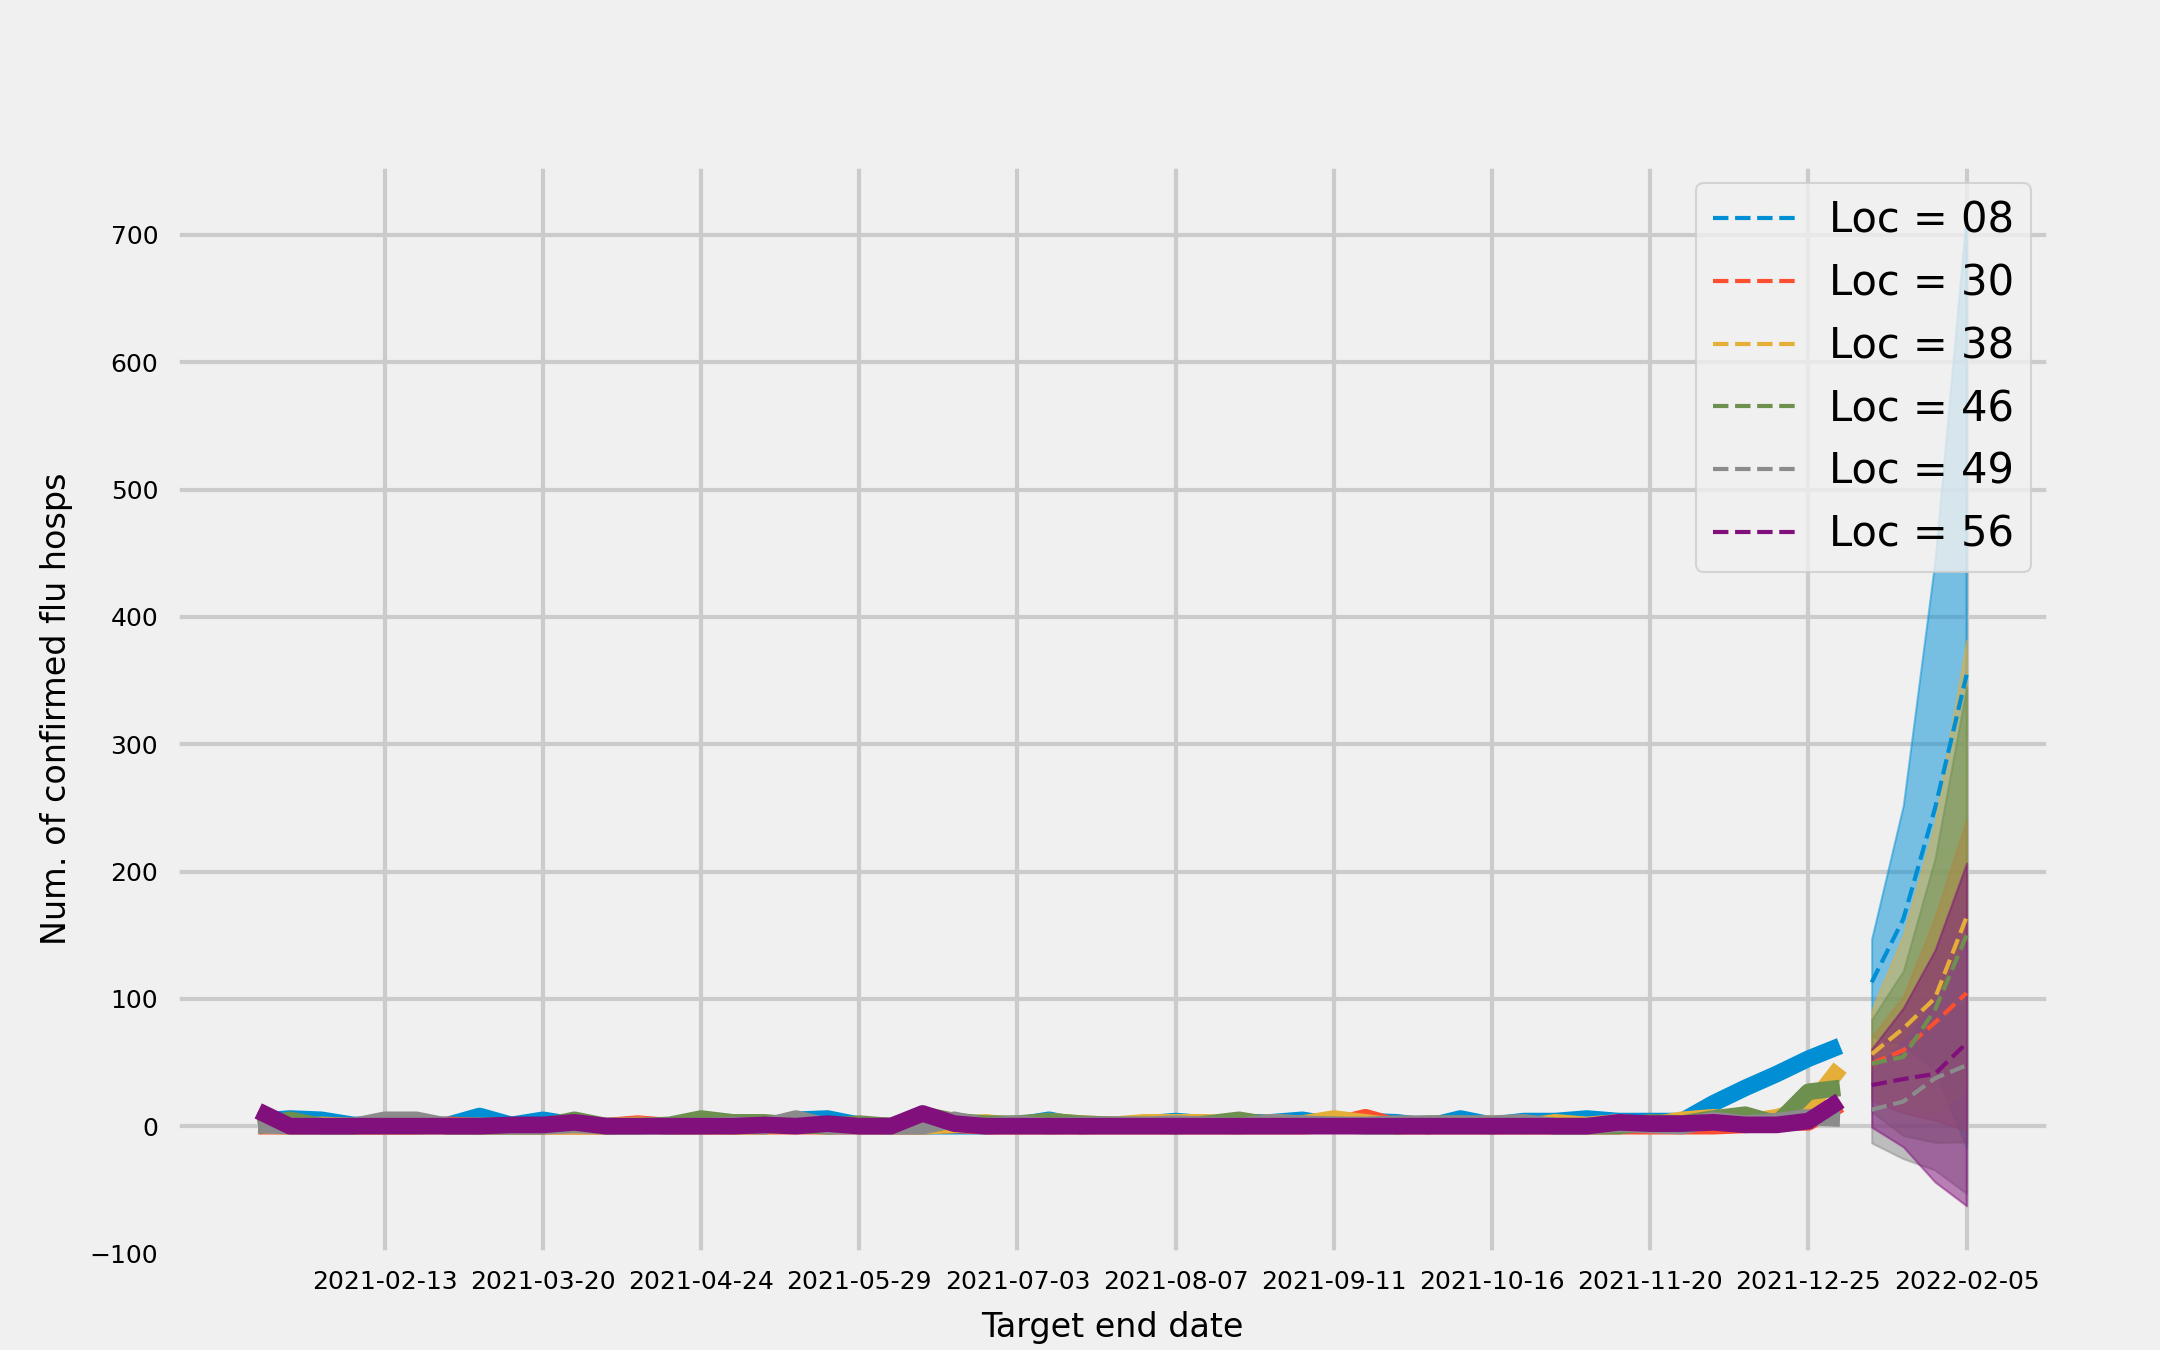 Loc = 08
Loc = 30
Loc = 38
Loc = 46
Loc = 49
Loc = 56
Num. of confirmed flu hosps
700
600
500
400
300
200
100
0
−100
2021-02-13 2021-03-20 2021-04-24 2021-05-29 2021-07-03 2021-08-07 2021-09-11 2021-10-16 2021-11-20 2021-12-25 2022-02-05
Target end date